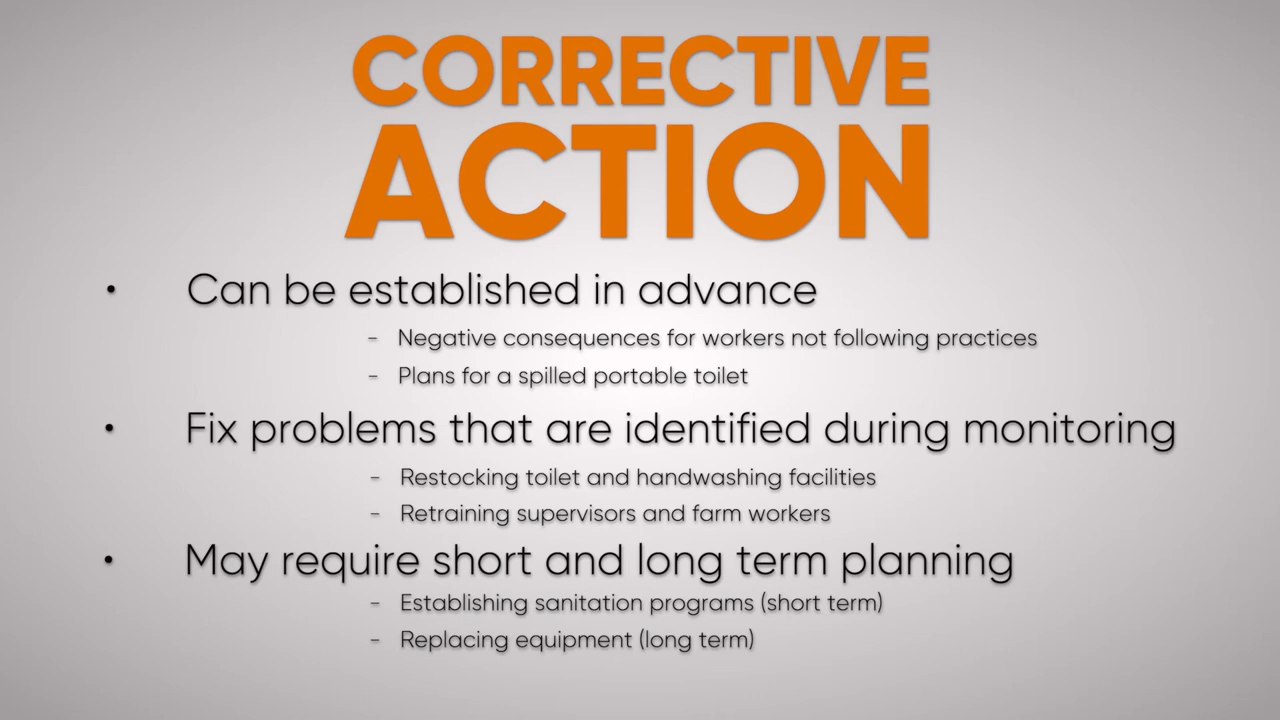 CORRECTIVE
ACTION
• Can be established in advance
- Negative consequences for workers not following practices
- Plans for a spilled portable toilet
• Fix problems that are identified during monitoring
- Restocking toilet and handwashing facilities
- Retraining supervisors and farm workers
• May require short and long term planning
- Establishing sanitation programs (short term)
- Replacing equipment (long term)